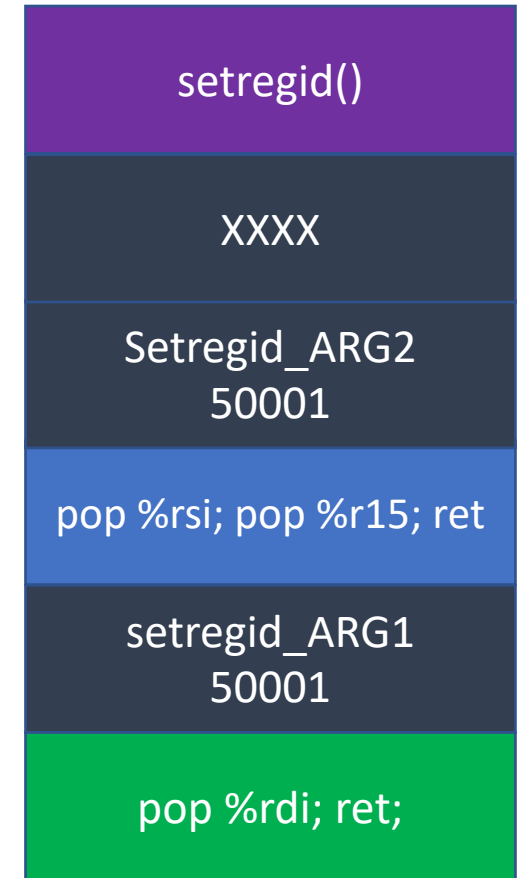 setregid()
XXXX
Setregid_ARG2
50001
pop %rsi; pop %r15; ret
setregid_ARG1
50001
pop %rdi; ret;